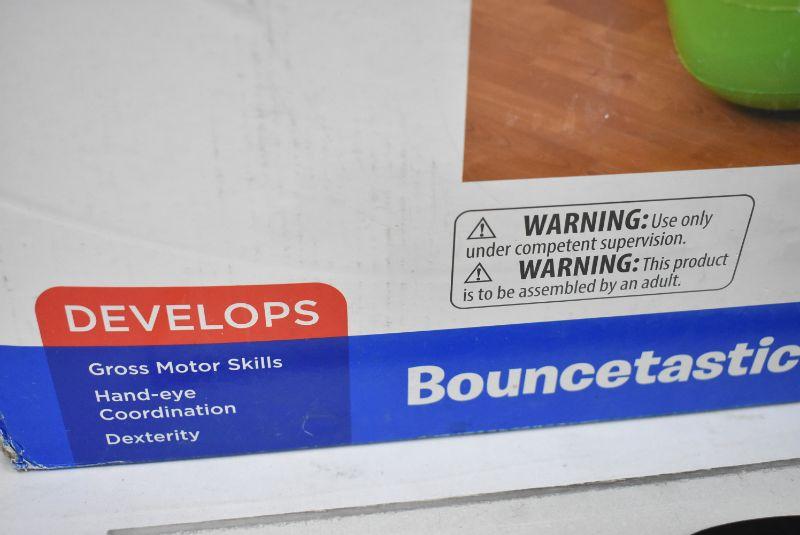 WARNING: Use only
under competent supervision.
WARNING: This product
is to be assembled by an adult.
DEVELOPS
Gross Motor Skills
Hand-eye
Coordination
Dexterity
Bouncetastic